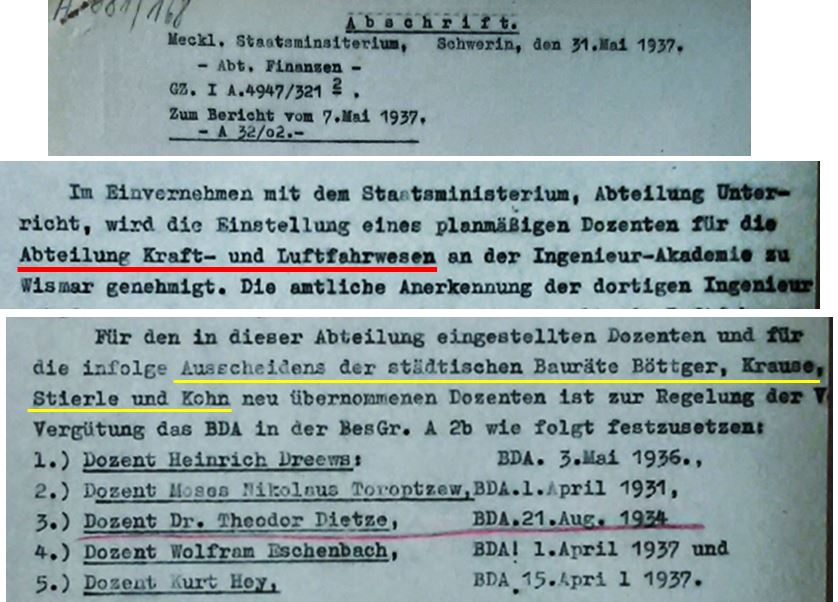 Abschrift.
Meckl. Staatsminsiterium, Schwerin, den 31.Mai 1937.
- Abt. Finanzen -
GZ. I A.4947/321 2 .
Zum Bericht vom 7.Mai 1937.
- A 32/02.-
Im Einvernehmen mit dem Staatsministerium, Abteilung Unter-
richt, wird die Einstellung eines planmäßigen Dozenten für die
Abteilung Kraft- und Luftfahrwesen an der Ingenieur-Akademie zu
Wismar genehmigt. Die amtliche Anerkennung der dortigen Ingenieur
Für den in dieser Abteilung eingestellten Dozenten und für
die infolge Ausscheidens der städtischen Bauräte Böttger, Krause,
Stierle und Kohn neu übernommenen Dozenten ist zur Regelung der
Vergütung das BDA in der BesGr. A 2b wie folgt festzusetzen:
1.) Dozent Heinrich Dreews: BDA. 3.Mai 1936.,
2.) Dozent Moses Nikolaus Toroptzew, BDA.1.April 1931,
3.) Dozent Dr. Theodor Dietze, BDA.21.Aug. 1934
4.) Dozent Wolfram Eschenbach, BDA! 1.April 1937 und
5.) Dozent Kurt Hey, BDA.15.Apri l 1937.